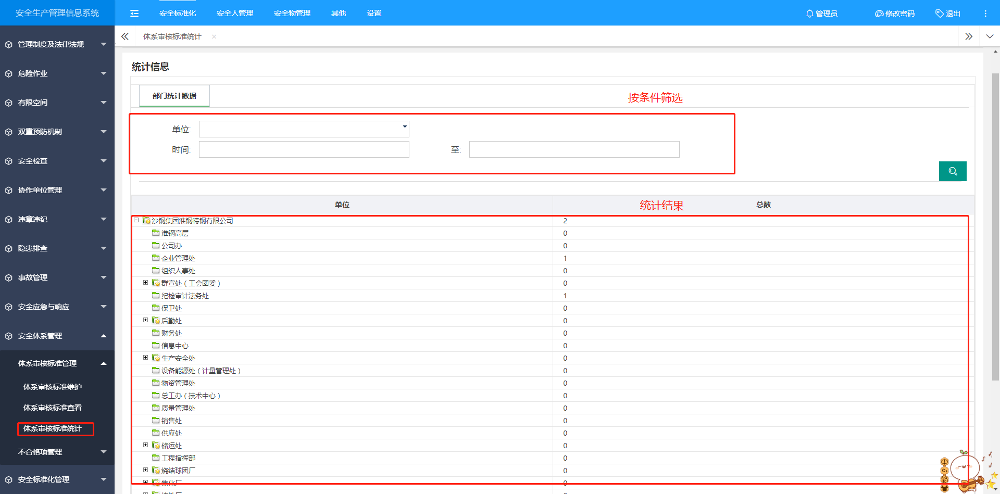 安全生产管理信息系统
安全标准化 安全人管理 安全物管理 其他 设置
管理员 修改密码 退出
体系审核标准统计 ×
管理制度及法律法规
危险作业
有限空间
双重预防机制
安全检查
协作单位管理
违章违纪
隐患排查
事故管理
安全应急与响应
安全体系管理
体系审核标准管理
体系审核标准维护
体系审核标准查看
体系审核标准统计
不合格项管理
安全标准化管理
统计信息
部门统计数据
按条件筛选
单位:
时间: 至:
单位 统计结果 总数
沙钢集团淮钢特钢有限公司 2
淮钢高层 0
公司办 0
企业管理处 1
组织人事处 0
群宣处（工会团委） 0
纪检审计法务处 1
保卫处 0
后勤处 0
财务处 0
信息中心 0
生产安全处 0
设备能源处（计量管理处） 0
物资管理处 0
总工办（技术中心） 0
质量管理处 0
销售处 0
供应处 0
储运处 0
工程指挥部 0
烧结球团厂 0
焦化厂 0
中
简